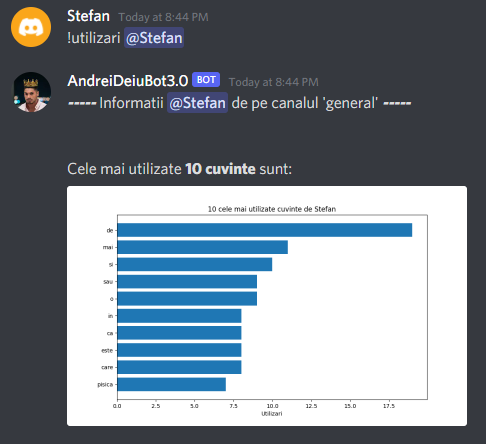 Stefan Today at 8:44 PM
!utilizari @Stefan
AndreiDeiuBot3.0 BOT Today at 8:44 PM
----- Informatii @Stefan de pe canalul 'general' -----
Cele mai utilizate 10 cuvinte sunt:
10 cele mai utilizate cuvinte de Stefan
de
mai
si
sau
o
in
ca
este
care
pisica
0.0 2.5 5.0 7.5 10.0 12.5 15.0 17.5
Utilizari